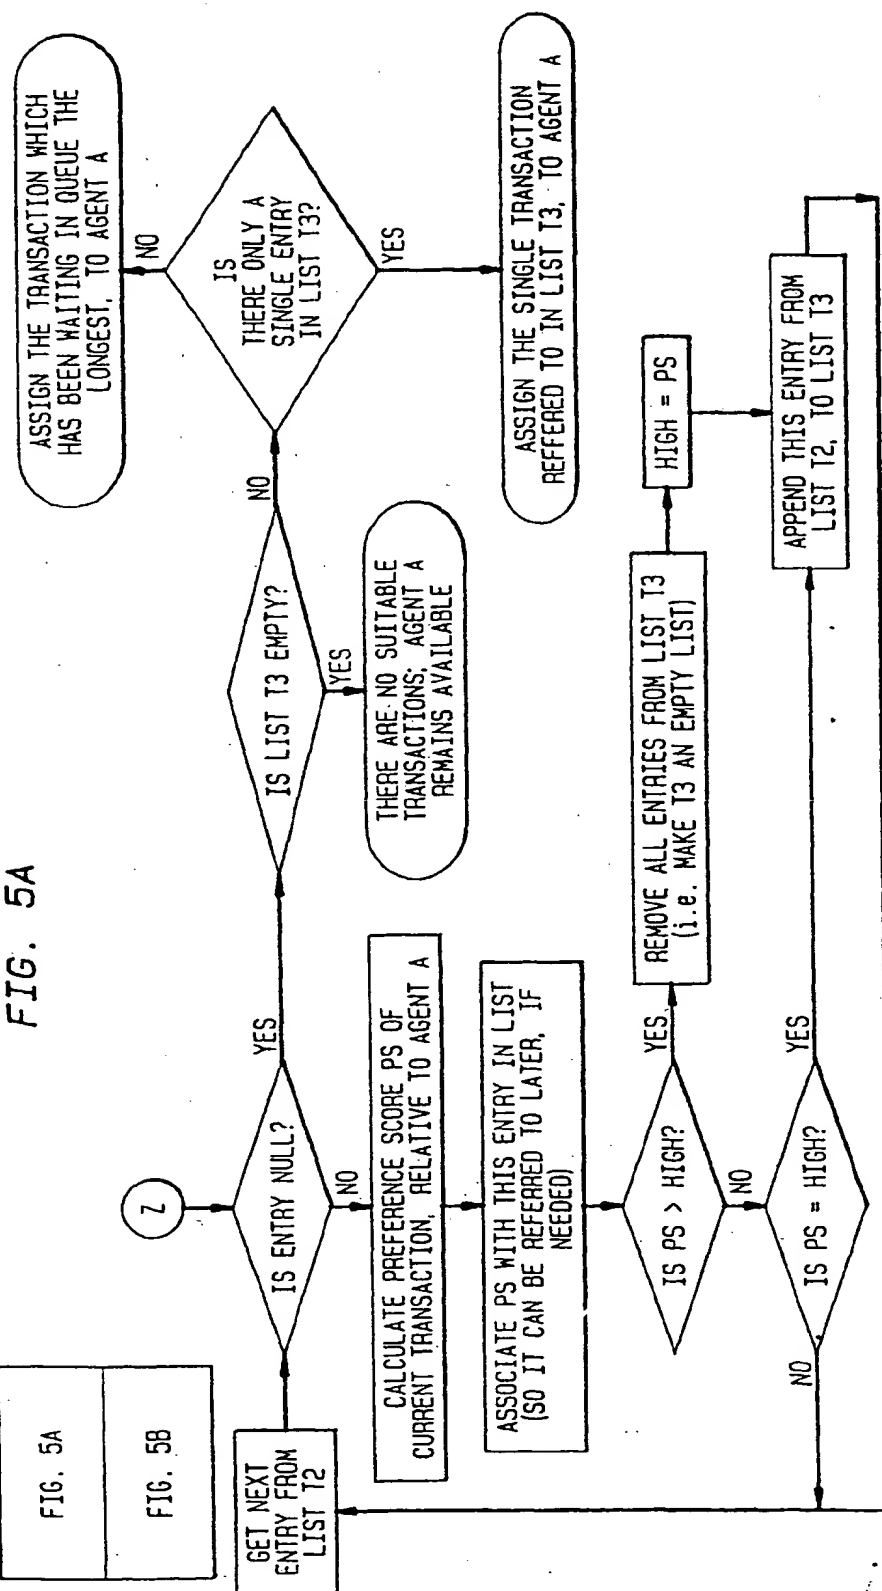 FIG. 5A
FIG. 5A
FIG. 5B
Z
GET NEXT
ENTRY FROM
LIST T2
IS ENTRY NULL?
YES
NO
IS LIST T3 EMPTY?
NO
YES
IS
THERE ONLY A
SINGLE ENTRY
IN LIST T3?
NO
YES
ASSIGN THE TRANSACTION WHICH
HAS BEEN WAITING IN QUEUE THE
LONGEST, TO AGENT A
THERE ARE NO SUITABLE
TRANSACTIONS; AGENT A
REMAINS AVAILABLE
ASSIGN THE SINGLE TRANSACTION
REFFERED TO IN LIST T3, TO AGENT A
CALCULATE PREFERENCE SCORE PS OF
CURRENT TRANSACTION, RELATIVE TO AGENT A
ASSOCIATE PS WITH THIS ENTRY IN LIST
(SO IT CAN BE REFERRED TO LATER, IF
NEEDED)
IS PS > HIGH?
YES
NO
REMOVE ALL ENTRIES FROM LIST T3
(i.e. MAKE T3 AN EMPTY LIST)
HIGH = PS
IS PS = HIGH?
YES
NO
APPEND THIS ENTRY FROM
LIST T2, TO LIST T3